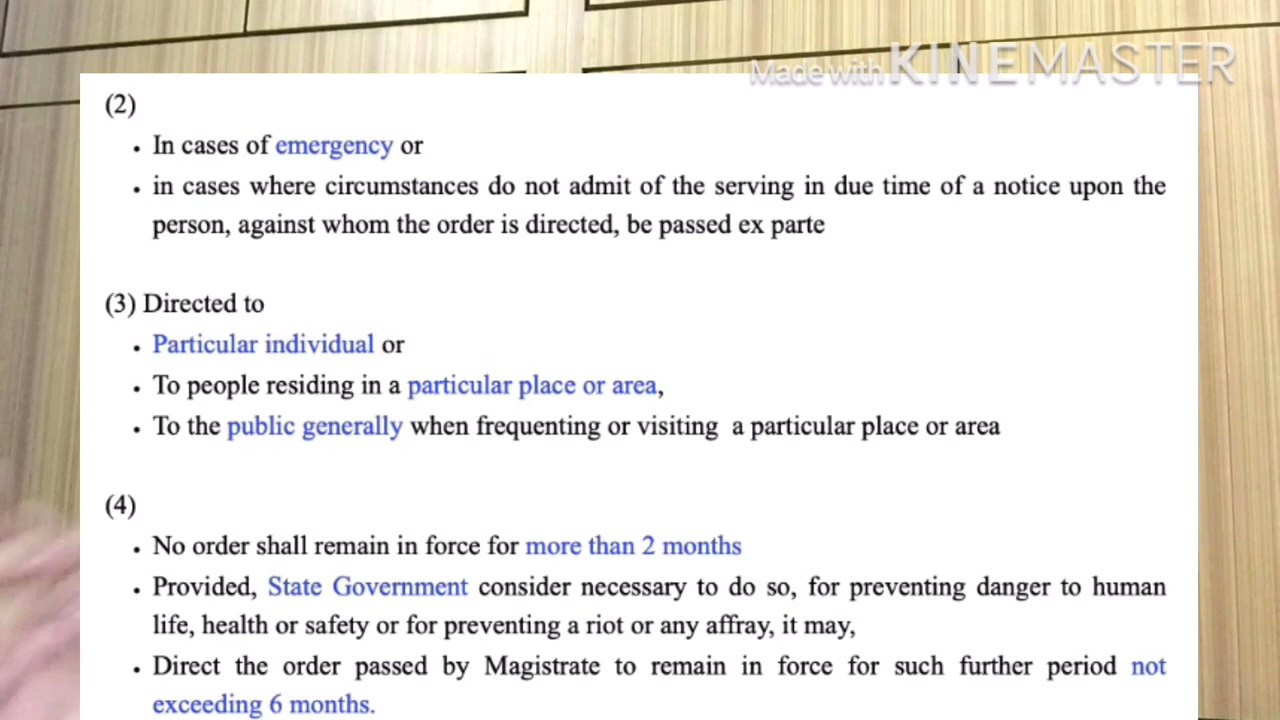 Made with KINEMASTER
(2)
• In cases of emergency or
• in cases where circumstances do not admit of the serving in due time of a notice upon the
person, against whom the order is directed, be passed ex parte
(3) Directed to
• Particular individual or
• To people residing in a particular place or area,
• To the public generally when frequenting or visiting a particular place or area
(4)
• No order shall remain in force for more than 2 months
• Provided, State Government consider necessary to do so, for preventing danger to human
life, health or safety or for preventing a riot or any affray, it may,
• Direct the order passed by Magistrate to remain in force for such further period not
exceeding 6 months.